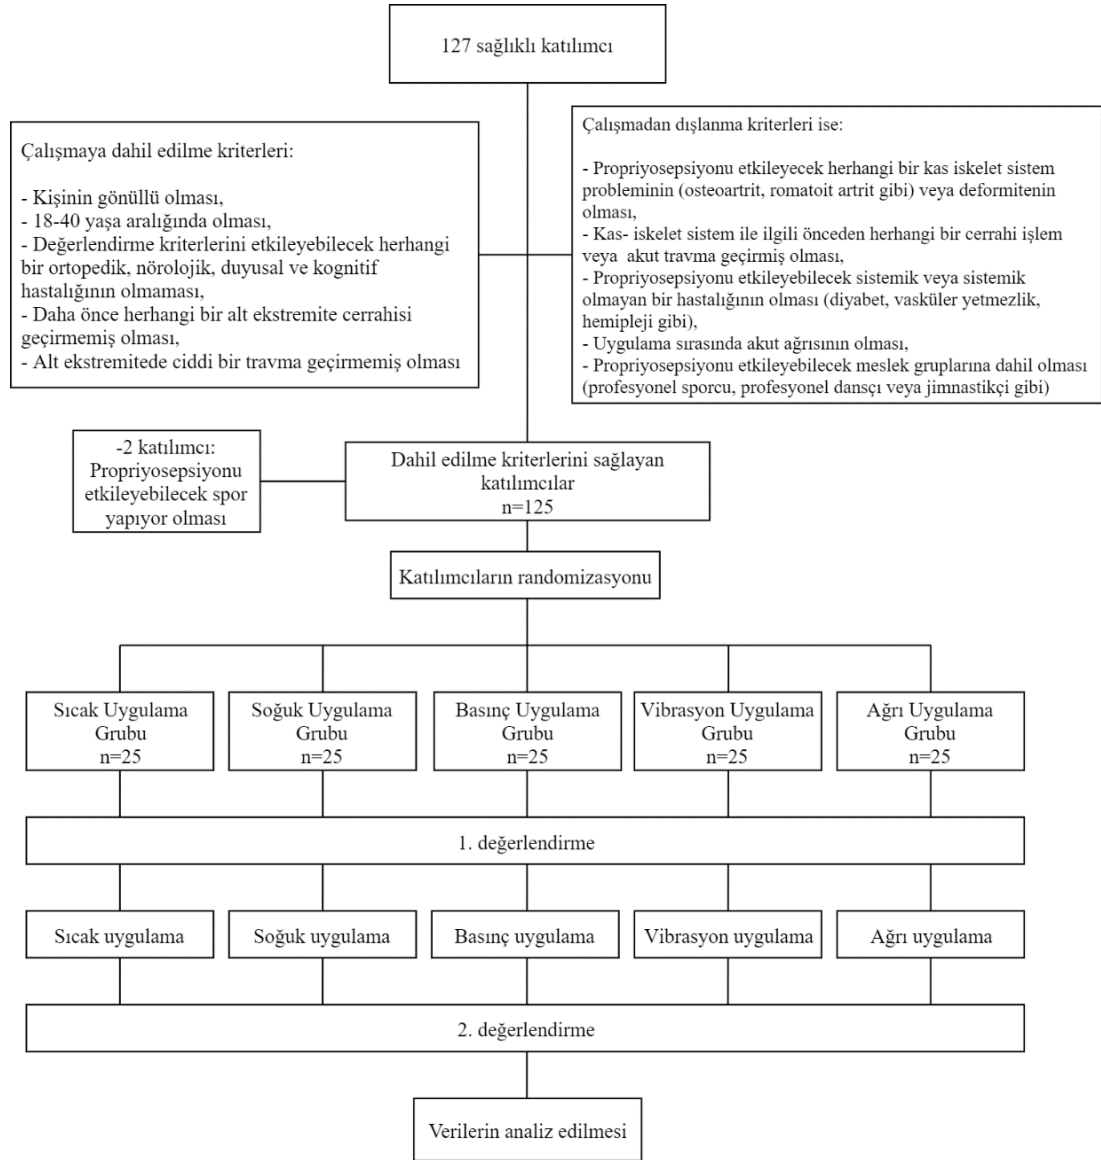 127 sağlıklı katılımcı
Çalışmaya dahil edilme kriterleri:
- Kişinin gönüllü olması,
- 18-40 yaşa aralığında olması,
- Değerlendirme kriterlerini etkileyebilecek herhangi
bir ortopedik, nörolojik, duyusal ve kognitif
hastalığının olmaması,
- Daha önce herhangi bir alt ekstremite cerrahisi
geçirmemiş olması,
- Alt ekstremitede ciddi bir travma geçirmemiş olması
Çalışmadan dışlanma kriterleri ise:
- Propriyosepsiyonu etkileyecek herhangi bir kas iskelet sistem
probleminin (osteoartrit, romatoit artrit gibi) veya deformitenin
olması,
- Kas- iskelet sistem ile ilgili önceden herhangi bir cerrahi işlem
veya akut travma geçirmiş olması,
- Propriyosepsiyonu etkileyebilecek sistemik veya sistemik
olmayan bir hastalığının olması (diyabet, vasküler yetmezlik,
hemipleji gibi),
- Uygulama sırasında akut ağrısının olması,
- Propriyosepsiyonu etkileyebilecek meslek gruplarına dahil olması
(profesyonel sporcu, profesyonel dansçı veya jimnastikçi gibi)
-2 katılımcı:
Propriyosepsiyonu
etkileyebilecek spor
yapıyor olması
Dahil edilme kriterlerini sağlayan
katılımcılar
n=125
Katılımcıların randomizasyonu
Sıcak Uygulama
Grubu
n=25
Soğuk Uygulama
Grubu
n=25
Basınç Uygulama
Grubu
n=25
Vibrasyon Uygulama
Grubu
n=25
Ağrı Uygulama
Grubu
n=25
1. değerlendirme
Sıcak uygulama
Soğuk uygulama
Basınç uygulama
Vibrasyon uygulama
Ağrı uygulama
2. değerlendirme
Verilerin analiz edilmesi